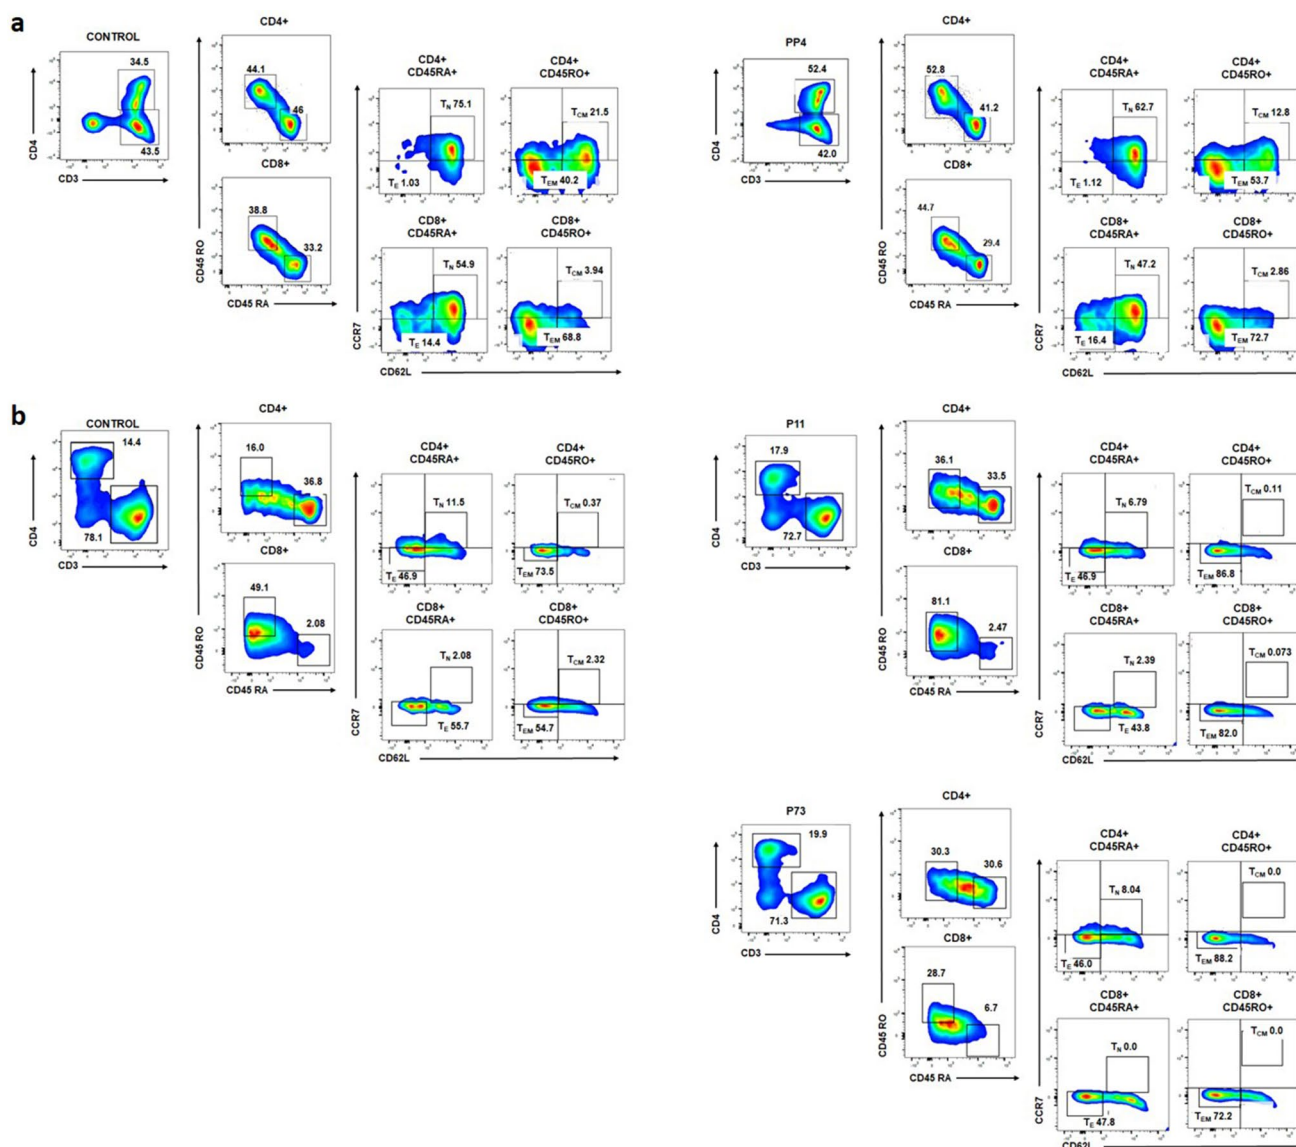 a
CONTROL
34.5
43.5
CD4
CD3
CD4+
44.1
46
CD8+
38.8
33.2
CD45 RO
CD45 RA
CD4+
CD45RA+
TN 75.1
TE 1.03
CD4+
CD45RO+
TCM 21.5
TEM 40.2
CD8+
CD45RA+
TN 54.9
TE 14.4
CD8+
CD45RO+
TCM 3.94
TEM 68.8
CCR7
CD62L
PP4
52.4
42.0
CD4
CD3
CD4+
52.8
41.2
CD8+
44.7
29.4
CD45 RO
CD45 RA
CD4+
CD45RA+
TN 62.7
TE 1.12
CD4+
CD45RO+
TCM 12.8
TEM 53.7
CD8+
CD45RA+
TN 47.2
TE 16.4
CD8+
CD45RO+
TCM 2.86
TEM 72.7
CCR7
CD62L
b
CONTROL
14.4
78.1
CD4
CD3
CD4+
16.0
36.8
CD8+
49.1
2.08
CD45 RO
CD45 RA
CD4+
CD45RA+
TN 11.5
TE 46.9
CD4+
CD45RO+
TCM 0.37
TEM 73.5
CD8+
CD45RA+
TN 2.08
TE 55.7
CD8+
CD45RO+
TCM 2.32
TEM 54.7
CCR7
CD62L
P11
17.9
72.7
CD4
CD3
CD4+
36.1
33.5
CD8+
81.1
2.47
CD45 RO
CD45 RA
CD4+
CD45RA+
TN 6.79
TE 46.9
CD4+
CD45RO+
TCM 0.11
TEM 86.8
CD8+
CD45RA+
TN 2.39
TE 43.8
CD8+
CD45RO+
TCM 0.073
TEM 82.0
CCR7
CD62L
P73
19.9
71.3
CD4
CD3
CD4+
30.3
30.6
CD8+
28.7
6.7
CD45 RO
CD45 RA
CD4+
CD45RA+
TN 8.04
TE 46.0
CD4+
CD45RO+
TCM 0.0
TEM 88.2
CD8+
CD45RA+
TN 0.0
TE 47.8
CD8+
CD45RO+
TCM 0.0
TEM 72.2
CCR7
CD62L